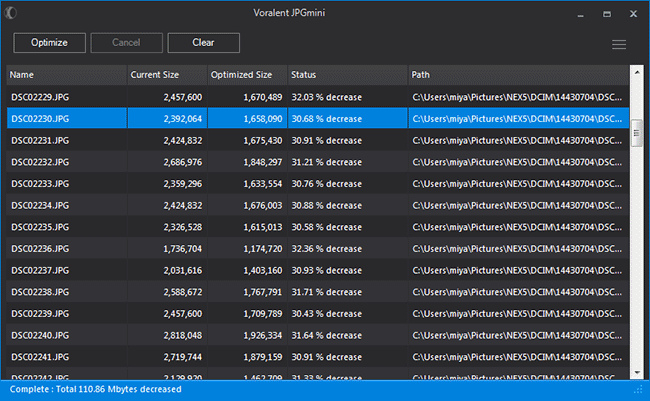 Voralent JPGmini
Optimize Cancel Clear
Name Current Size Optimized Size Status Path
DSC02229.JPG 2,457,600 1,670,489 32.03 % decrease C:\Users\miya\Pictures\NEX5\DCIM\14430704\DSC...
DSC02230.JPG 2,392,064 1,658,090 30.68 % decrease C:\Users\miya\Pictures\NEX5\DCIM\14430704\DSC...
DSC02231.JPG 2,424,832 1,675,430 30.91 % decrease C:\Users\miya\Pictures\NEX5\DCIM\14430704\DSC...
DSC02232.JPG 2,686,976 1,848,297 31.21 % decrease C:\Users\miya\Pictures\NEX5\DCIM\14430704\DSC...
DSC02233.JPG 2,359,296 1,633,554 30.76 % decrease C:\Users\miya\Pictures\NEX5\DCIM\14430704\DSC...
DSC02234.JPG 2,424,832 1,676,003 30.88 % decrease C:\Users\miya\Pictures\NEX5\DCIM\14430704\DSC...
DSC02235.JPG 2,326,528 1,615,013 30.58 % decrease C:\Users\miya\Pictures\NEX5\DCIM\14430704\DSC...
DSC02236.JPG 1,736,704 1,174,720 32.36 % decrease C:\Users\miya\Pictures\NEX5\DCIM\14430704\DSC...
DSC02237.JPG 2,031,616 1,403,160 30.93 % decrease C:\Users\miya\Pictures\NEX5\DCIM\14430704\DSC...
DSC02238.JPG 2,588,672 1,767,791 31.71 % decrease C:\Users\miya\Pictures\NEX5\DCIM\14430704\DSC...
DSC02239.JPG 2,457,600 1,709,789 30.43 % decrease C:\Users\miya\Pictures\NEX5\DCIM\14430704\DSC...
DSC02240.JPG 2,818,048 1,926,334 31.64 % decrease C:\Users\miya\Pictures\NEX5\DCIM\14430704\DSC...
DSC02241.JPG 2,719,744 1,879,159 30.91 % decrease C:\Users\miya\Pictures\NEX5\DCIM\14430704\DSC...
DSC02242.JPG 2,129,920 1,462,709 31.33 % decrease C:\Users\miya\Pictures\NEX5\DCIM\14430704\DSC...
Complete : Total 110.86 Mbytes decreased